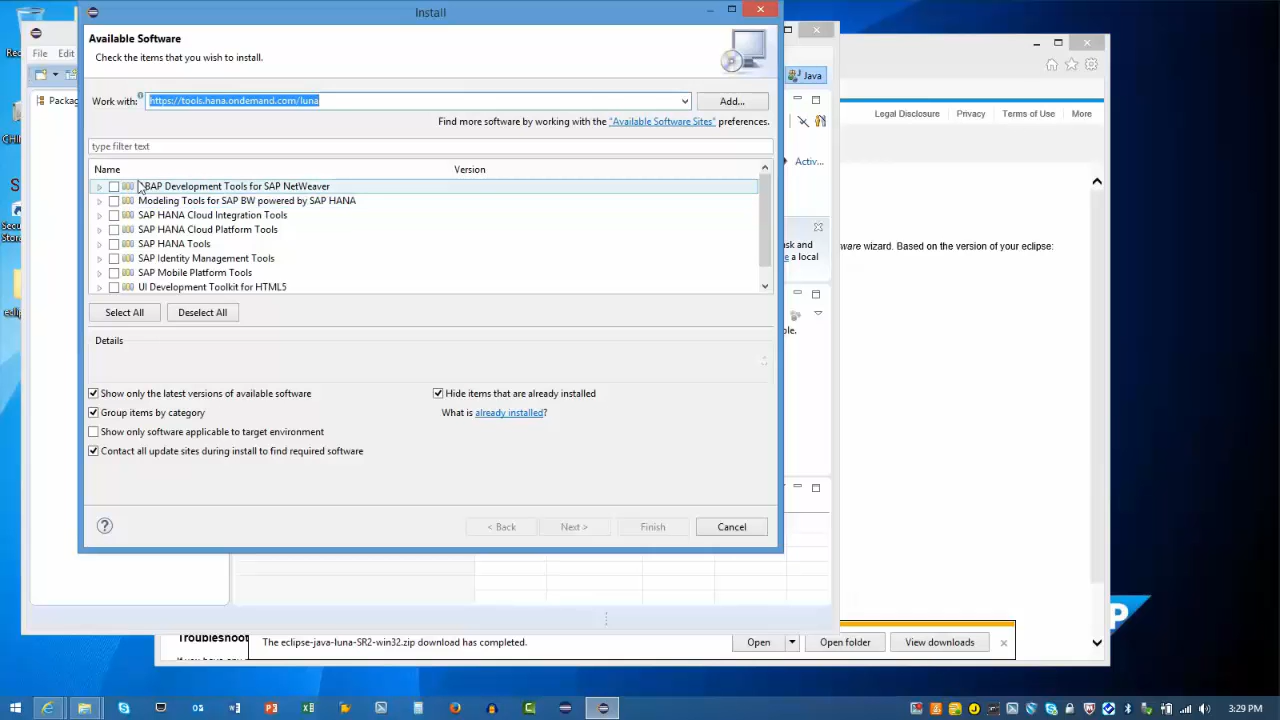 Install
Available Software
Check the items that you wish to install.
Work with:
https://tools.hana.ondemand.com/luna
Add...
Find more software by working with the "Available Software Sites" preferences.
type filter text
Name
Version
BAP Development Tools for SAP NetWeaver
Modeling Tools for SAP BW powered by SAP HANA
SAP HANA Cloud Integration Tools
SAP HANA Cloud Platform Tools
SAP HANA Tools
SAP Identity Management Tools
SAP Mobile Platform Tools
UI Development Toolkit for HTML5
Select All
Deselect All
Details
Show only the latest versions of available software
Hide items that are already installed
Group items by category
What is already installed?
Show only software applicable to target environment
Contact all update sites during install to find required software
< Back
Next >
Finish
Cancel
File Edit
Java
Activ...
sk and
e a local
ble.
Legal Disclosure
Privacy
Terms of Use
More
ware wizard. Based on the version of your eclipse:
Troubleshoot
The eclipse-java-luna-SR2-win32.zip download has completed.
Open
Open folder
View downloads
3:29 PM